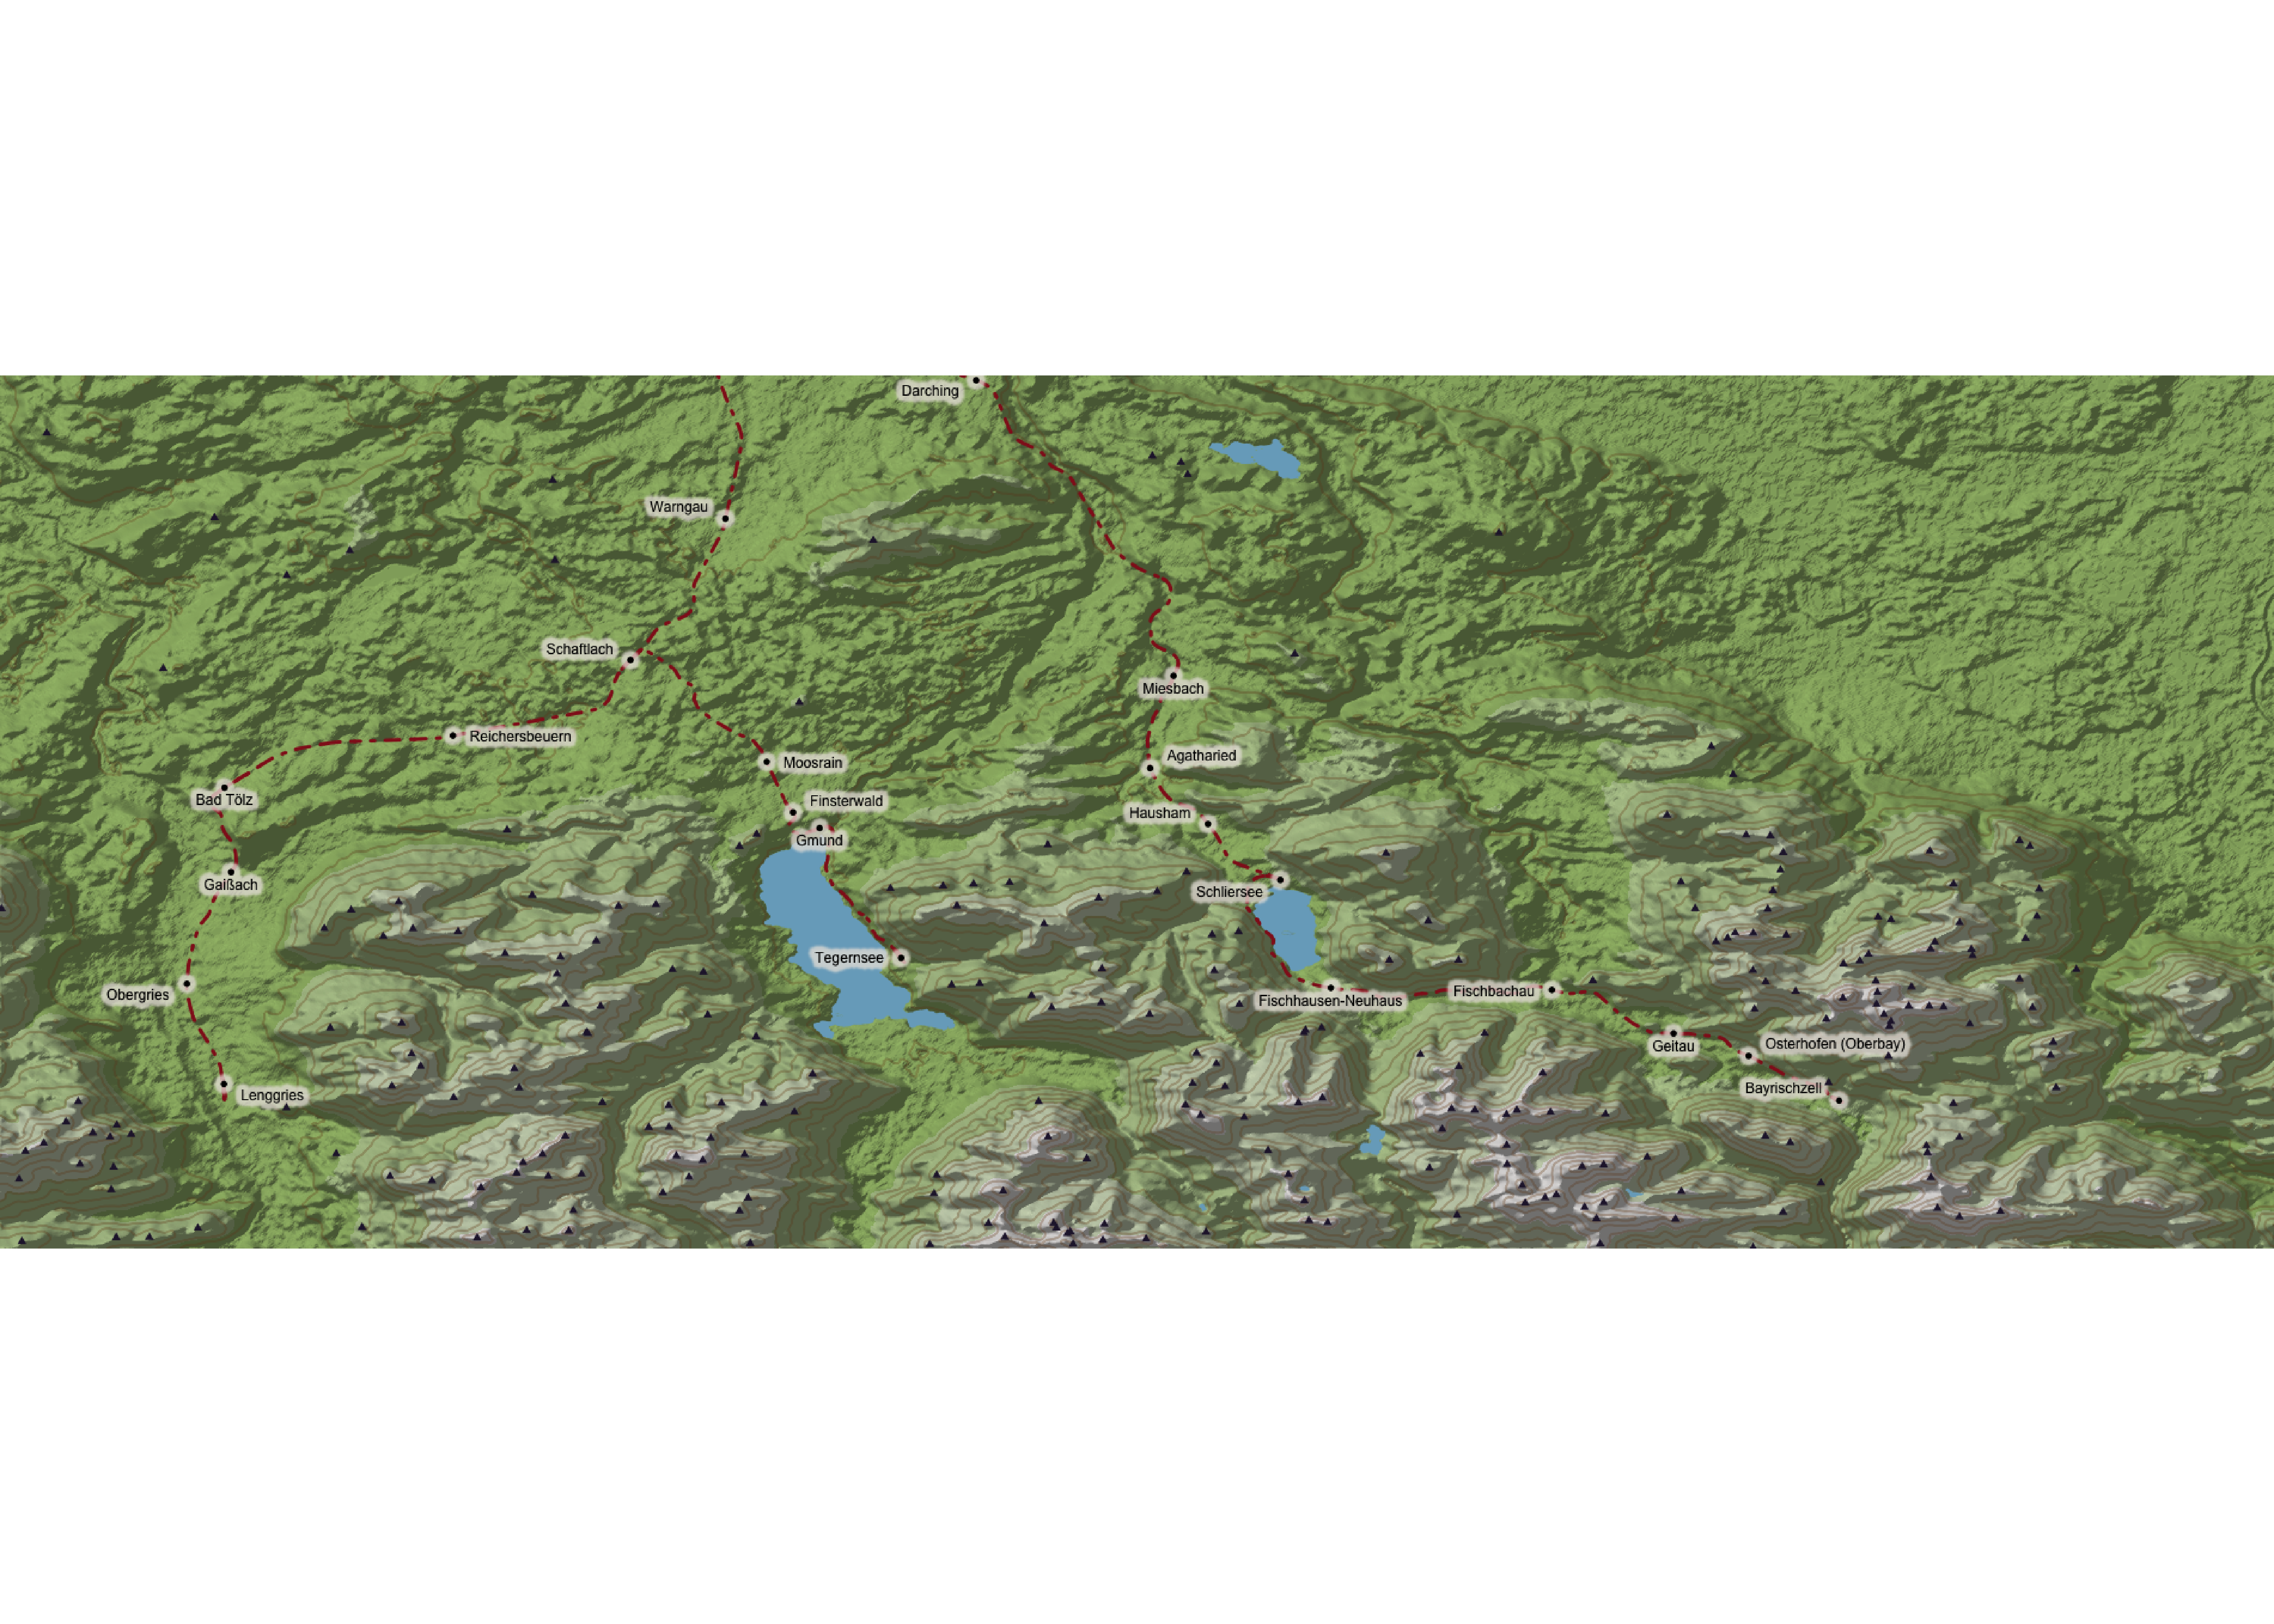 Darching
Warngau
Schaftlach
Miesbach
Reichersbeuern
Agatharied
Moosrain
Bad Tölz
Finsterwald
Hausham
Gmund
Gaißach
Schliersee
Tegernsee
Obergries
Fischbachau
Fischhausen-Neuhaus
Osterhofen (Oberbay)
Geitau
Bayrischzell
Lenggries